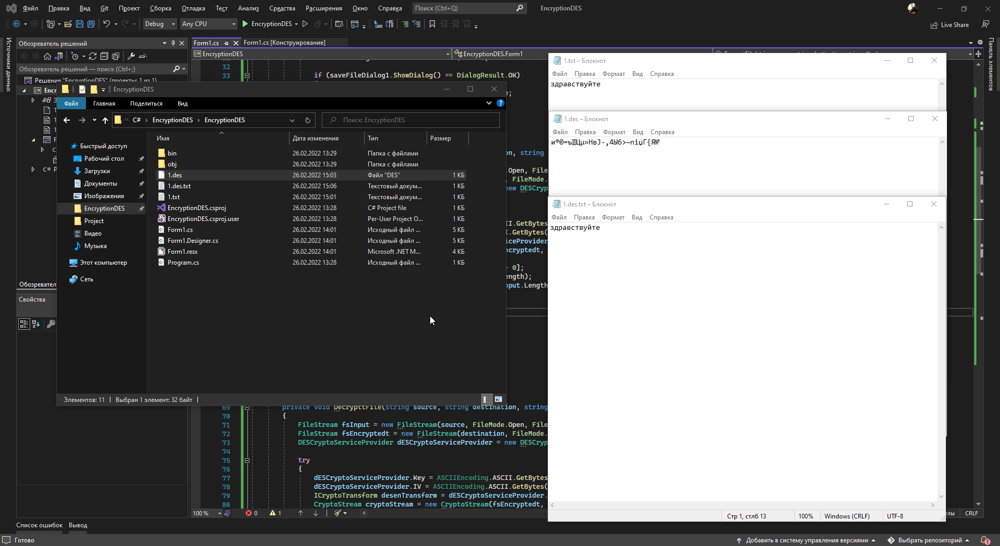 Файл Правка Вид Git Проект Сборка Отладка Тест Анализ Средства Расширения Окно Справка Поиск (Ctrl+Q) EncryptionDES
Debug Any CPU EncryptionDES Live Share
Источники данных
Панель элементов
Обозреватель решений
Обозреватель решений — поиск (Ctrl+;)
Решение "EncryptionDES" (проекты: 1 из 1)
Form1.cs Form1.cs [Конструирование]
EncryptionDES EncryptionDES.Form1
32
33 if (saveFileDialog1.ShowDialog() == DialogResult.OK)
EncryptionDES
Файл Главная Поделиться Вид
C# EncryptionDES EncryptionDES Поиск: EncryptionDES
Имя Дата изменения Тип Размер
Быстрый доступ
Рабочий стол
Загрузки
Документы
Изображения
EncryptionDES
Project
Видео
Музыка
Этот компьютер
Сеть
bin 26.02.2022 13:29 Папка с файлами
obj 26.02.2022 13:29 Папка с файлами
1.des 26.02.2022 15:03 Файл "DES" 1 КБ
1.des.txt 26.02.2022 15:06 Текстовый докум... 1 КБ
1.txt 26.02.2022 15:01 Текстовый докум... 1 КБ
EncryptionDES.csproj 26.02.2022 13:28 C# Project file 1 КБ
EncryptionDES.csproj.user 26.02.2022 13:28 Per-User Project O... 1 КБ
Form1.cs 26.02.2022 14:01 Исходный файл ... 5 КБ
Form1.Designer.cs 26.02.2022 14:01 Исходный файл ... 5 КБ
Form1.resx 26.02.2022 14:01 Microsoft .NET M... 4 КБ
Program.cs 26.02.2022 13:28 Исходный файл ... 1 КБ
Элементов: 11 Выбран 1 элемент: 32 байт
on, string
.Open, File
, FileMode.
new DESCryp
II.GetBytes
I.GetBytes(
iceProvider
ncryptedt,
- 0];
ength);
nput.Length
1.txt – Блокнот
Файл Правка Формат Вид Справка
здравствуйте
1.des – Блокнот
Файл Правка Формат Вид Справка
1.des.txt – Блокнот
Файл Правка Формат Вид Справка
здравствуйте
Стр 1, стлб 13 100% Windows (CRLF) UTF-8
Свойства
69 private void DecrypttFile(string source, string destination, string
70 {
71 FileStream fsInput = new FileStream(source, FileMode.Open, File
72 FileStream fsEncryptedt = new FileStream(destination, FileMode.
73 DESCryptoServiceProvider dESCryptoServiceProvider = new DESCryp
74
75 try
76 {
77 dESCryptoServiceProvider.Key = ASCIIEncoding.ASCII.GetBytes
78 dESCryptoServiceProvider.IV = ASCIIEncoding.ASCII.GetBytes(
79 ICryptoTransform desenTransform = dESCryptoServiceProvider.
80 CryptoStream cryptoStream = new CryptoStream(fsEncryptedt,
100 % 0 1 CRLF
Список ошибок Вывод
Готово Добавить в систему управления версиями Выбрать репозиторий 1